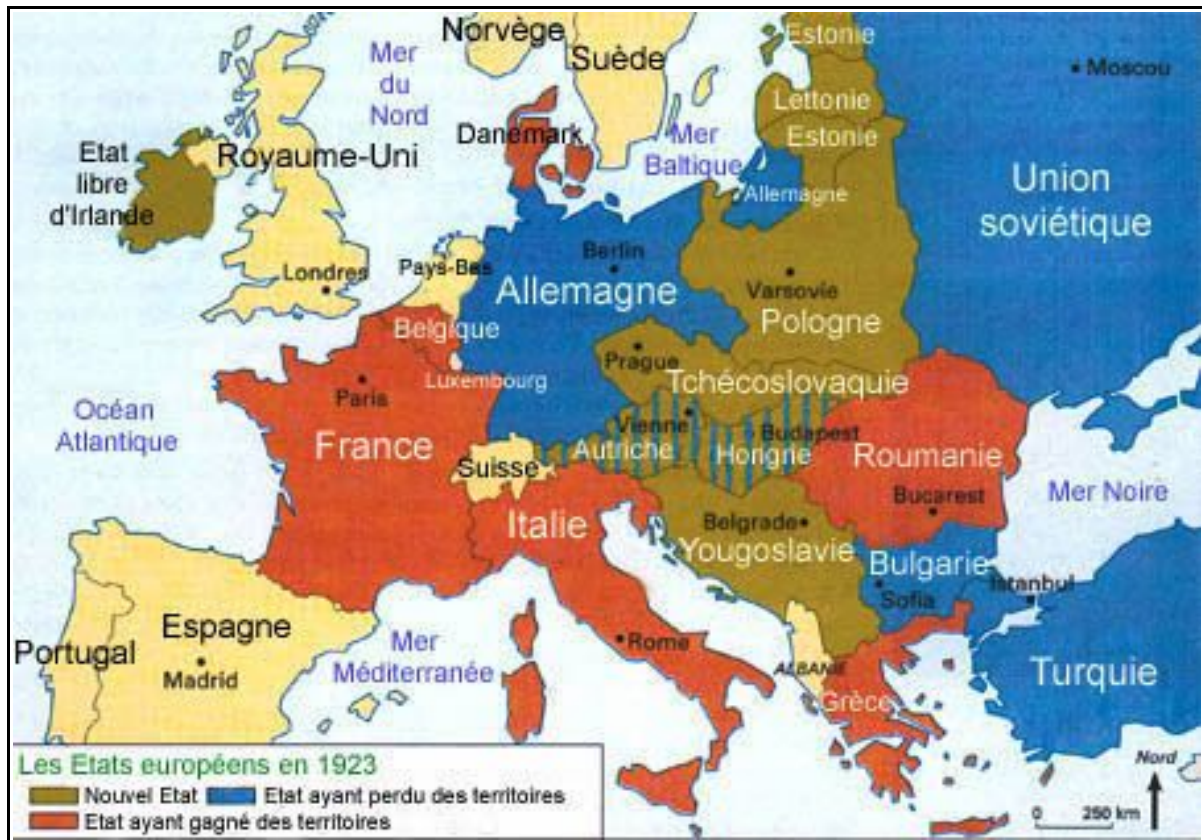 Norvège
Suède
Estonie
Moscou
Mer
du
Nord
Lettonie
Danemark
Estonie
Mer
Baltique
Etat
libre
d'Irlande
Royaume-Uni
Allemagne
Union
soviétique
Londres
Pays-Bas
Berlin
Allemagne
Varsovie
Pologne
Belgique
Luxembourg
Prague
Tchécoslovaquie
Paris
Océan
Atlantique
France
Suisse
Vienne
Autriche
Budapest
Hongrie
Roumanie
Bucarest
Mer Noire
Italie
Belgrade
Yougoslavie
Bulgarie
Sofia
Istanbul
Espagne
Madrid
Portugal
Mer
Méditerranée
Rome
ALBANIE
Grèce
Turquie
Les Etats européens en 1923
Nouvel Etat
Etat ayant perdu des territoires
Etat ayant gagné des territoires
Nord
0 250 km